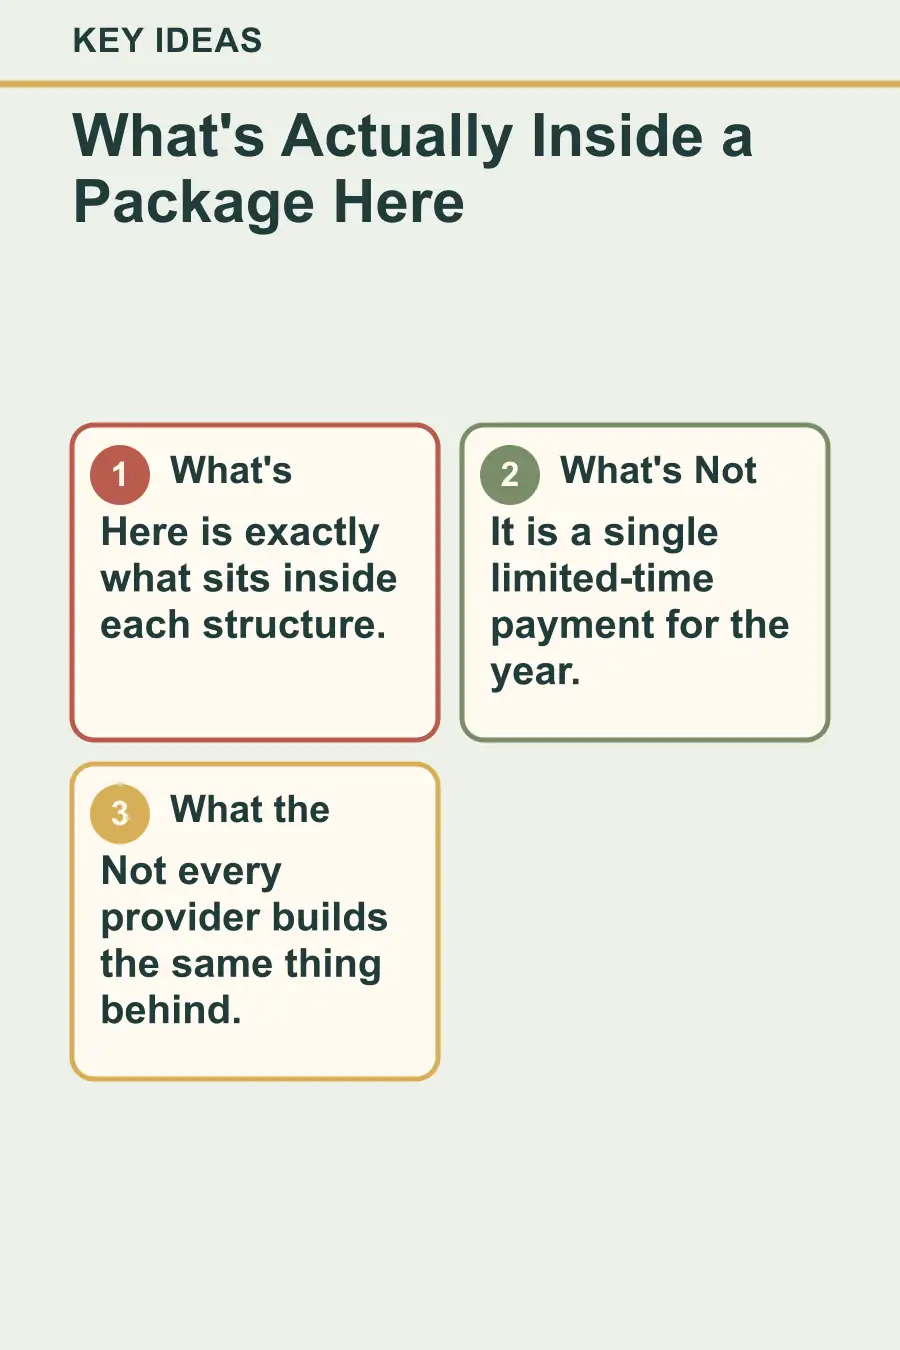 KEY IDEAS
What's Actually Inside a
Package Here
1 What's
Here is exactly
what sits inside
each structure.
2 What's Not
It is a single
limited-time
payment for the
year.
3 What the
Not every
provider builds
the same thing
behind.